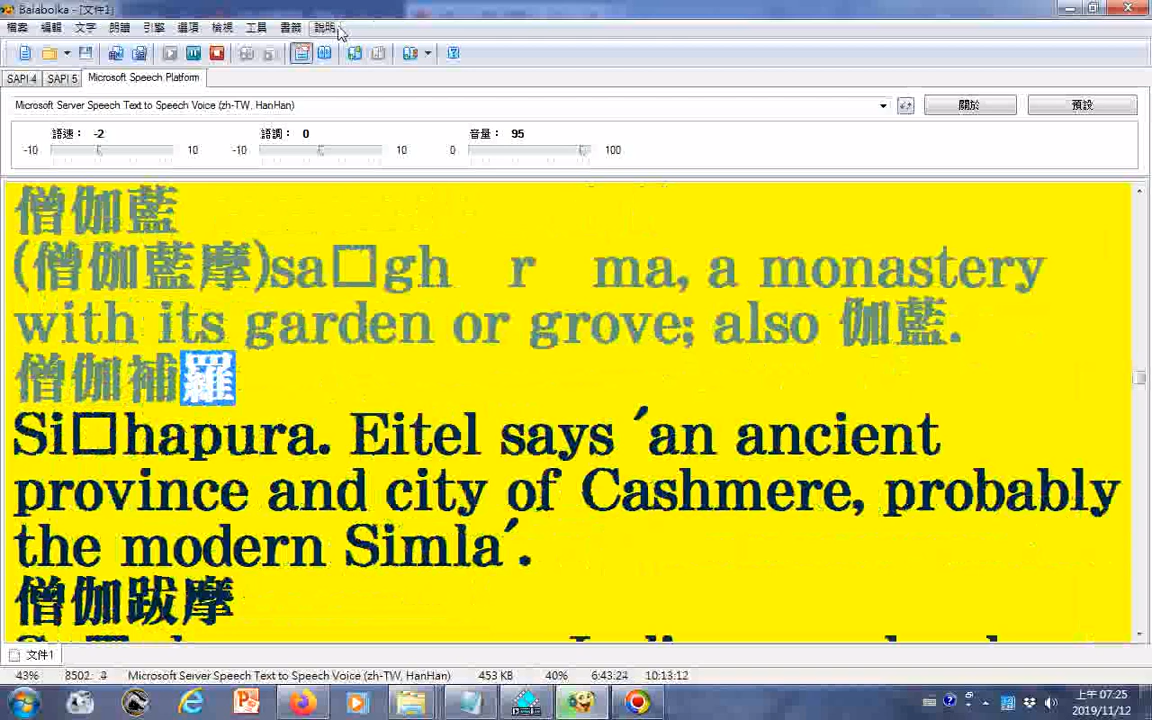 Balabolka - [文件1]
檔案 編輯 文字 朗讀 引擎 選項 檢視 工具 書籤 說明
SAPI 4 SAPI 5 Microsoft Speech Platform
Microsoft Server Speech Text to Speech Voice (zh-TW, HanHan) 關於 預設
語速： -2 語調： 0 音量： 95
-10 10 -10 10 0 100
僧伽藍
(僧伽藍摩)sa□gh r ma, a monastery
with its garden or grove; also 伽藍.
僧伽補羅
Si□hapura. Eitel says ′an ancient
province and city of Cashmere, probably
the modern Simla′.
僧伽跋摩
文件1
43% Microsoft Server Speech Text to Speech Voice (zh-TW, HanHan) 453 KB 40% 6:43:24 10:13:12
上午 07:25
2019/11/12